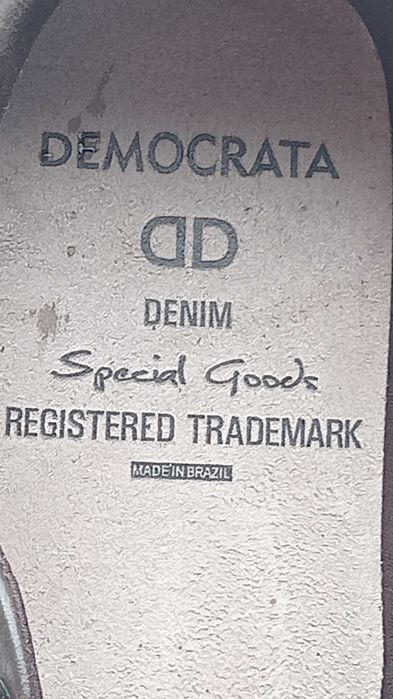 DEMOCRATA
DD
DENIM
Special Goods
REGISTERED TRADEMARK
MADE IN BRAZIL